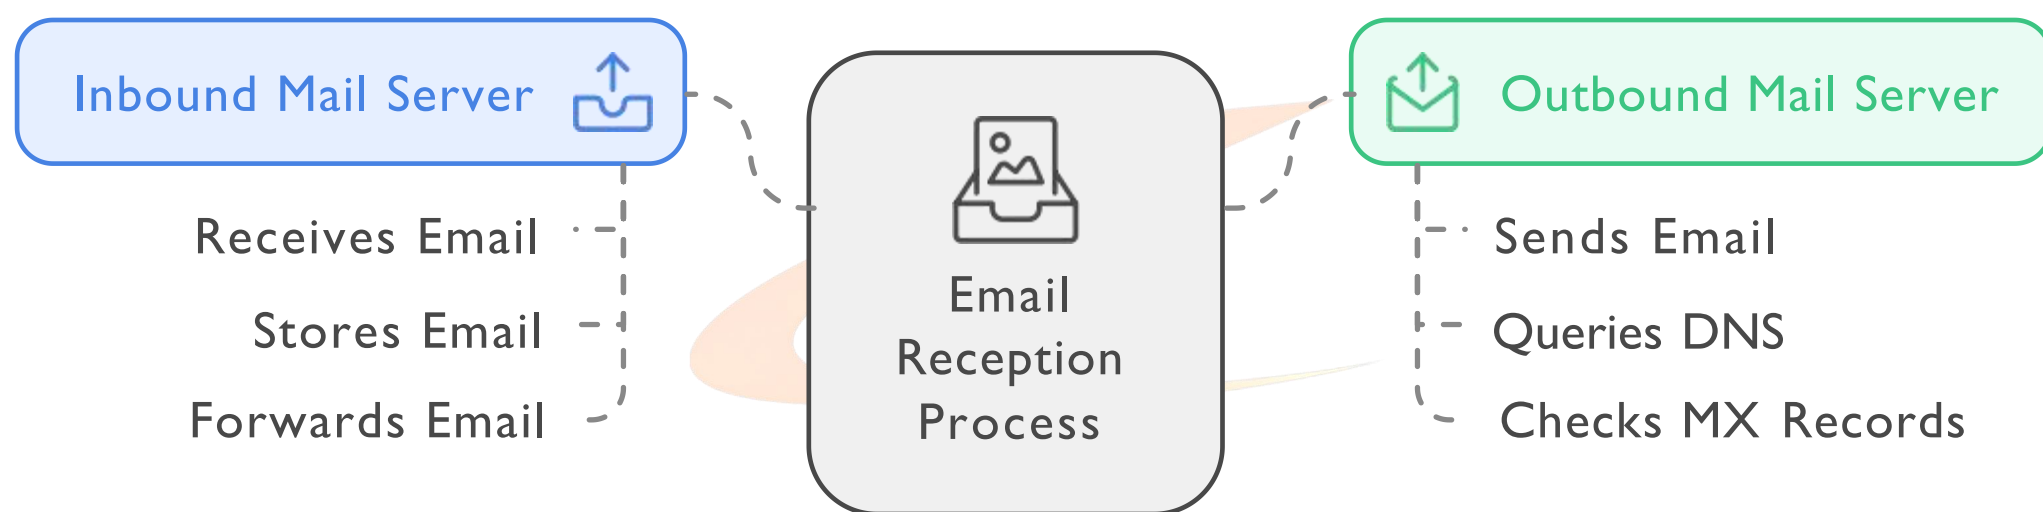 Inbound Mail Server
Receives Email
Stores Email
Forwards Email
Email
Reception
Process
Outbound Mail Server
Sends Email
Queries DNS
Checks MX Records